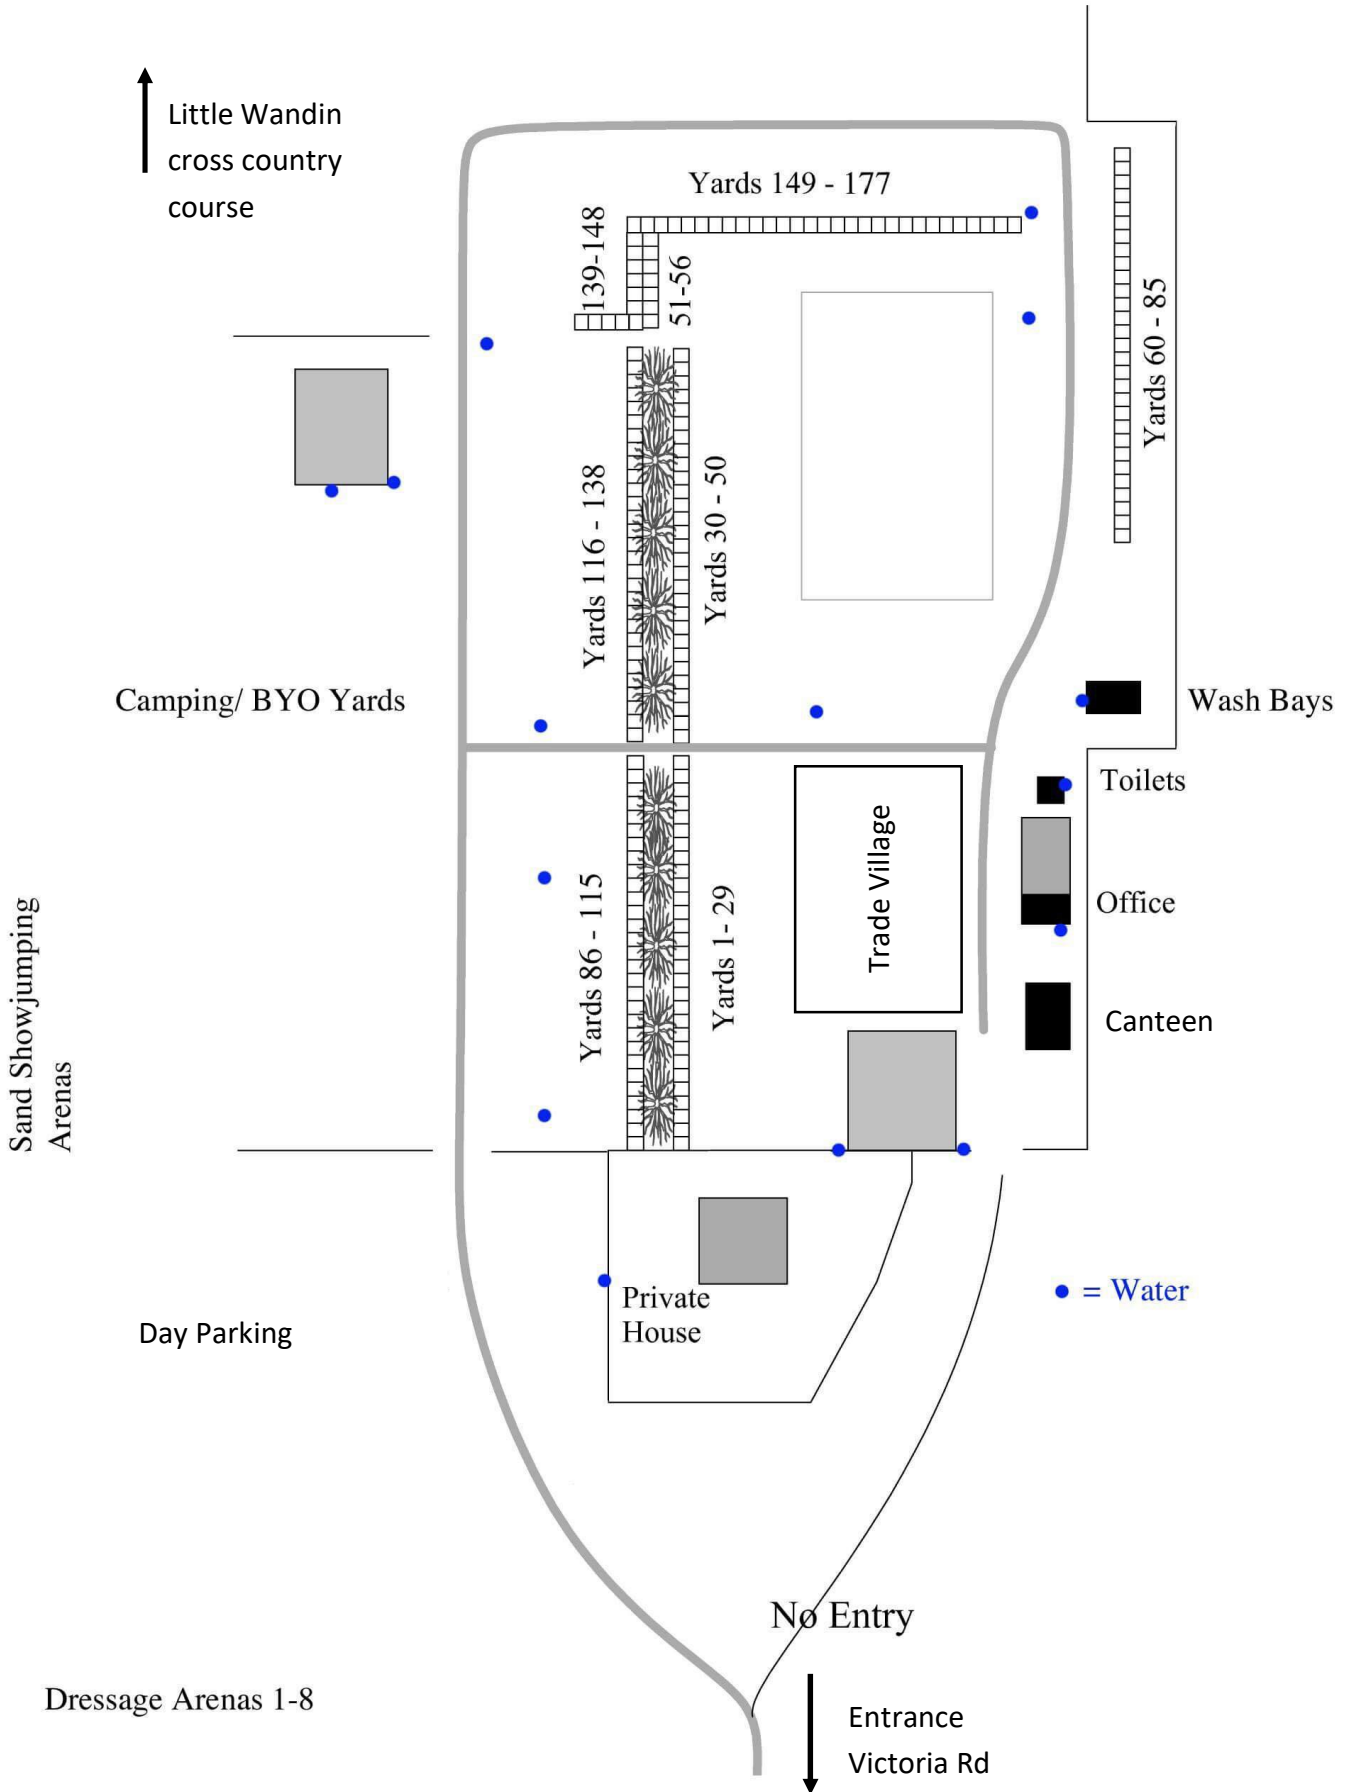 Little Wandin
cross country
course
Yards 149 - 177
139-148
51-56
Yards 60 - 85
Yards 116 - 138
Yards 30 - 50
Camping/ BYO Yards
Wash Bays
Toilets
Trade Village
Office
Yards 86 - 115
Yards 1- 29
Sand Showjumping
Arenas
Canteen
Private
House
= Water
Day Parking
No Entry
Dressage Arenas 1-8
Entrance
Victoria Rd